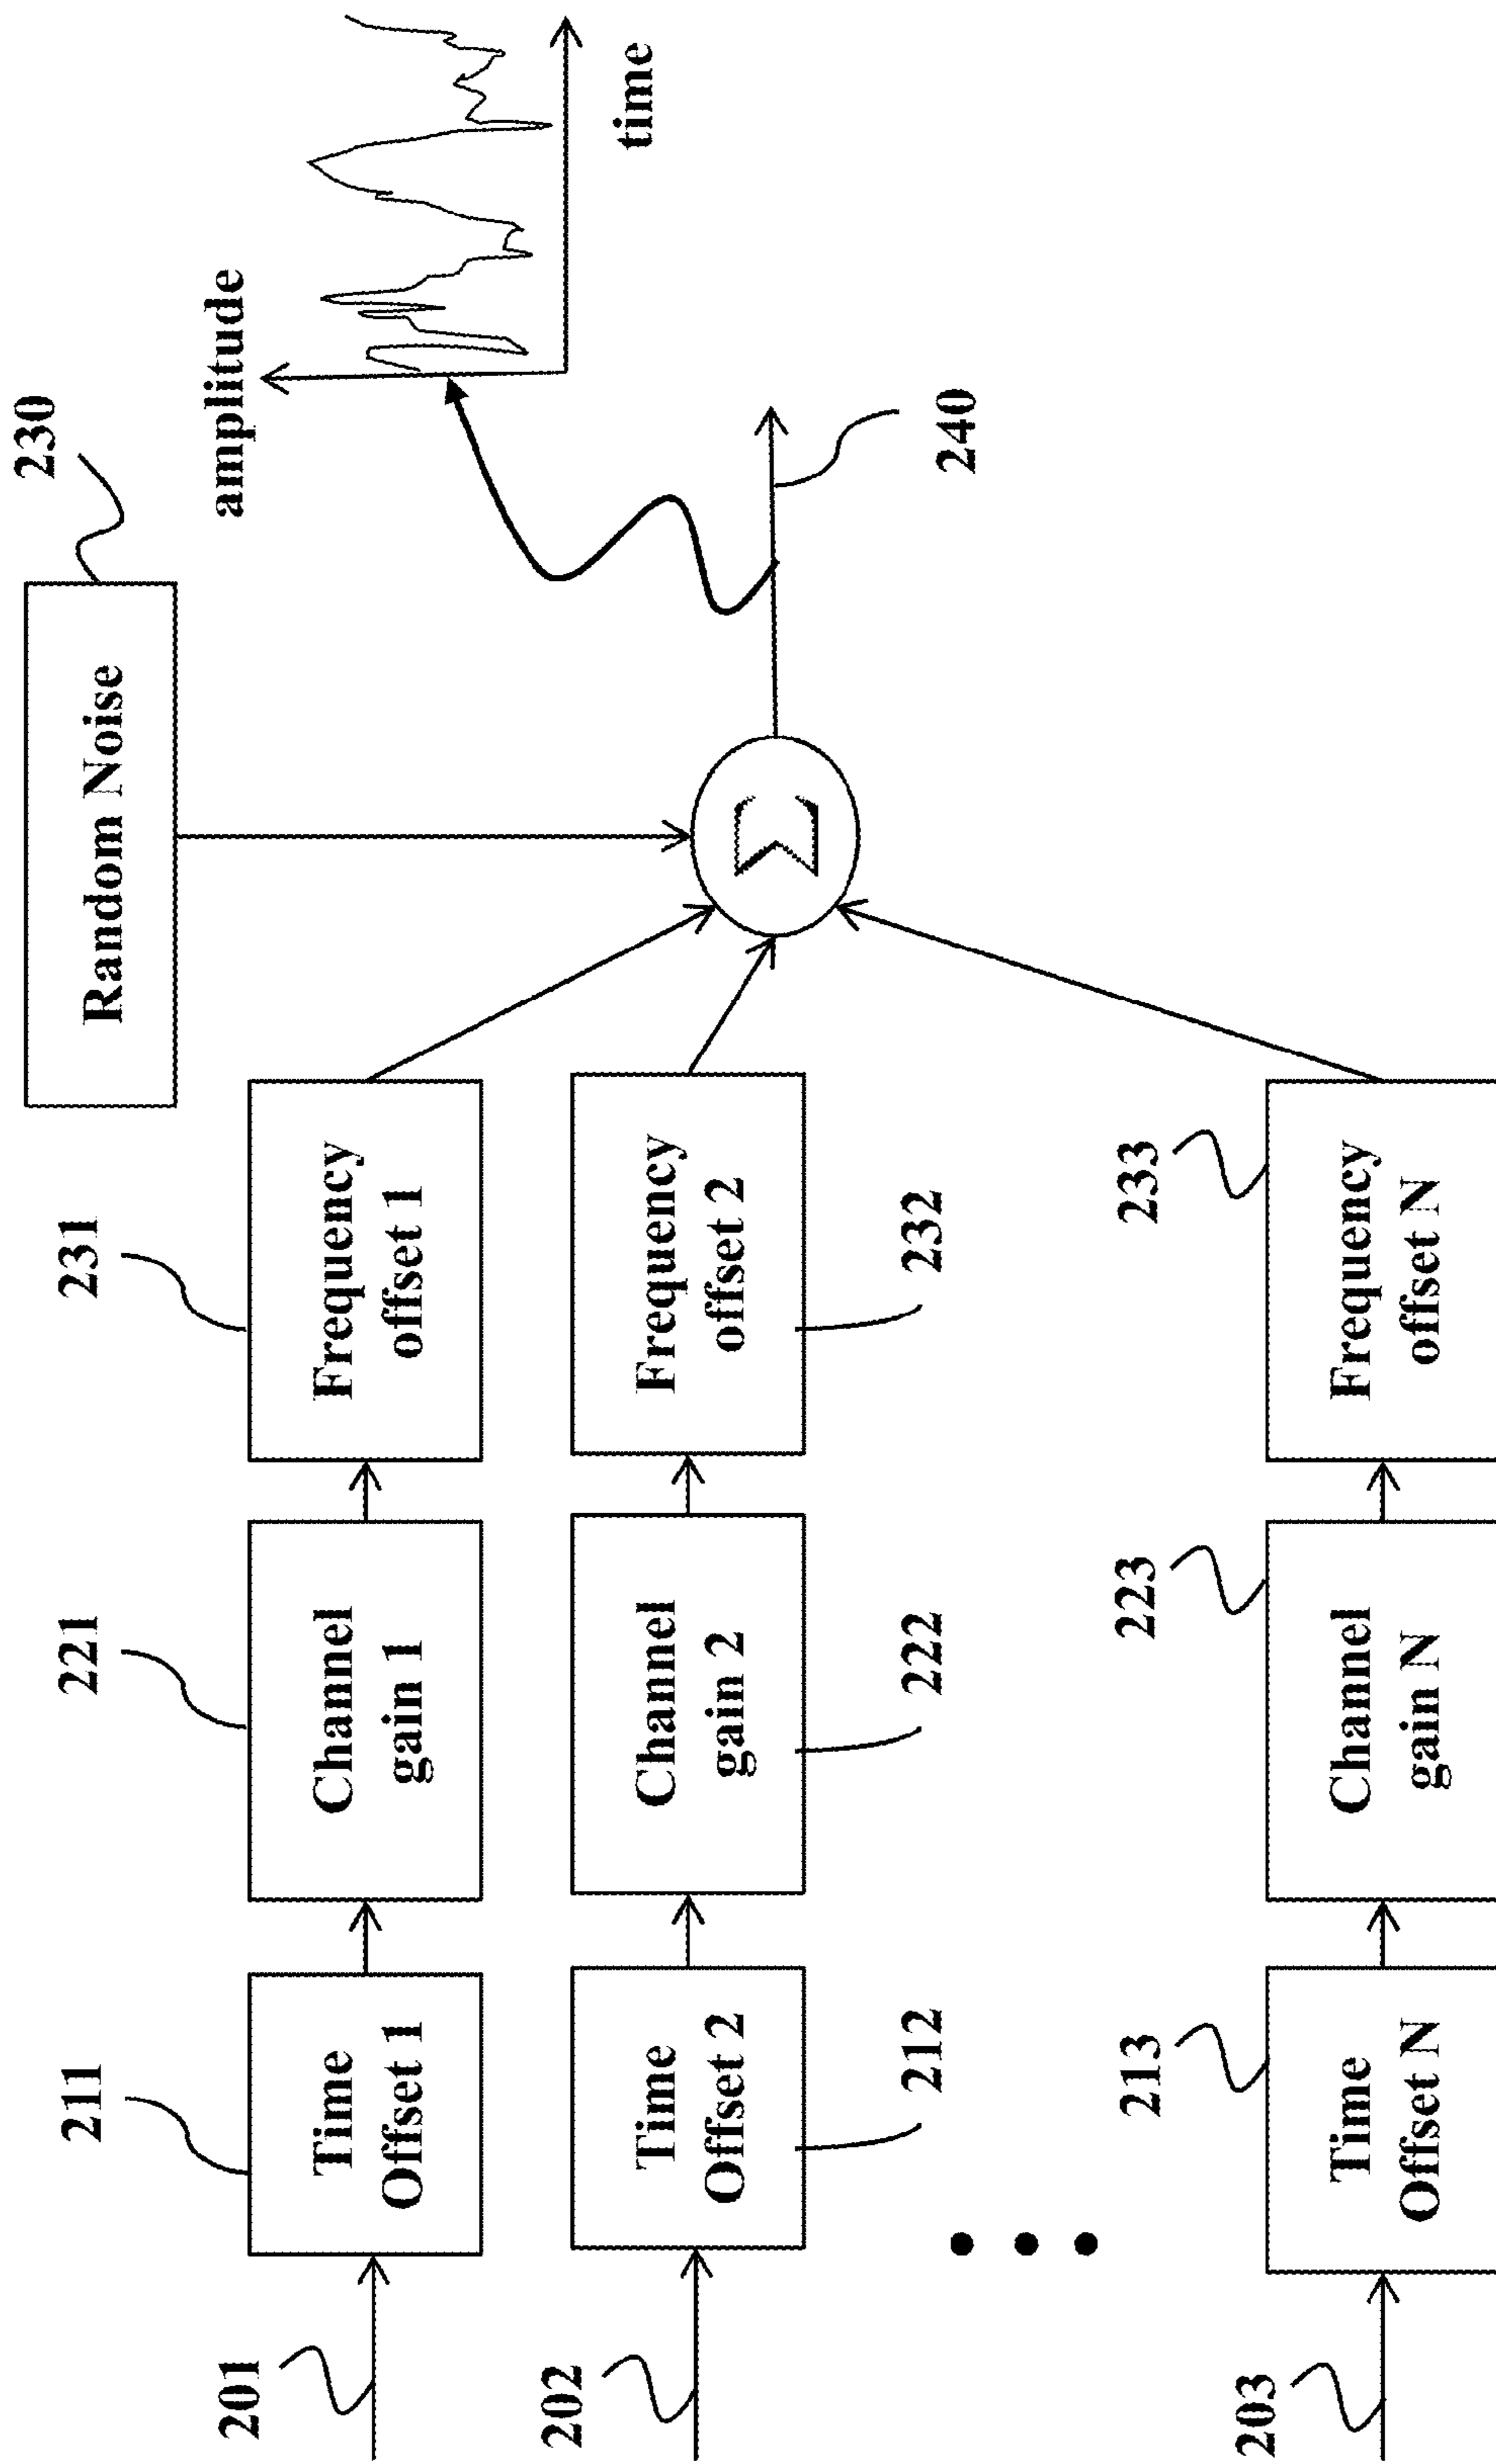 230
Random Noise
amplitude
time
231
Frequency
offset 1
221
Channel
gain 1
211
Time
Offset 1
201
Σ
240
Frequency
offset 2
232
Channel
gain 2
222
Time
Offset 2
212
202
233
Frequency
offset N
223
Channel
gain N
213
Time
Offset N
203